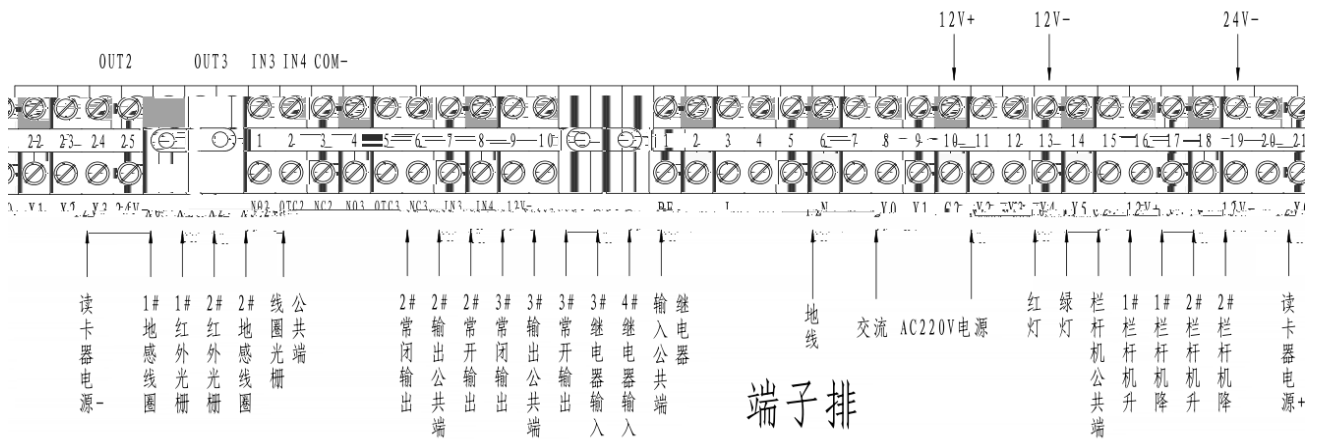 12V+ 12V- 24V-
OUT2 OUT3 IN3 IN4 COM-
22 23 24 25 1 2 3 4 5 6 7 8 9 10 1 2 3 4 5 6 7 8 9 10 11 12 13 14 15 16 17 18 19 20 21
NO2 OTC2 NC2 NO3 OTC3 NC3 IN3 IN4 12V-
读卡器电源-
1#地感线圈
1#红外光栅
2#红外光栅
2#地感线圈
线圈光栅
公共端
2#常闭输出
2#输出公共端
2#常开输出
3#常闭输出
3#输出公共端
3#常开输出
3#继电器输入
4#继电器输入
输入公共端
继电器
地线
交流 AC220V电源
红灯
绿灯
栏杆机公共端
1#栏杆机升
1#栏杆机降
2#栏杆机升
2#栏杆机降
读卡器电源+
端子排